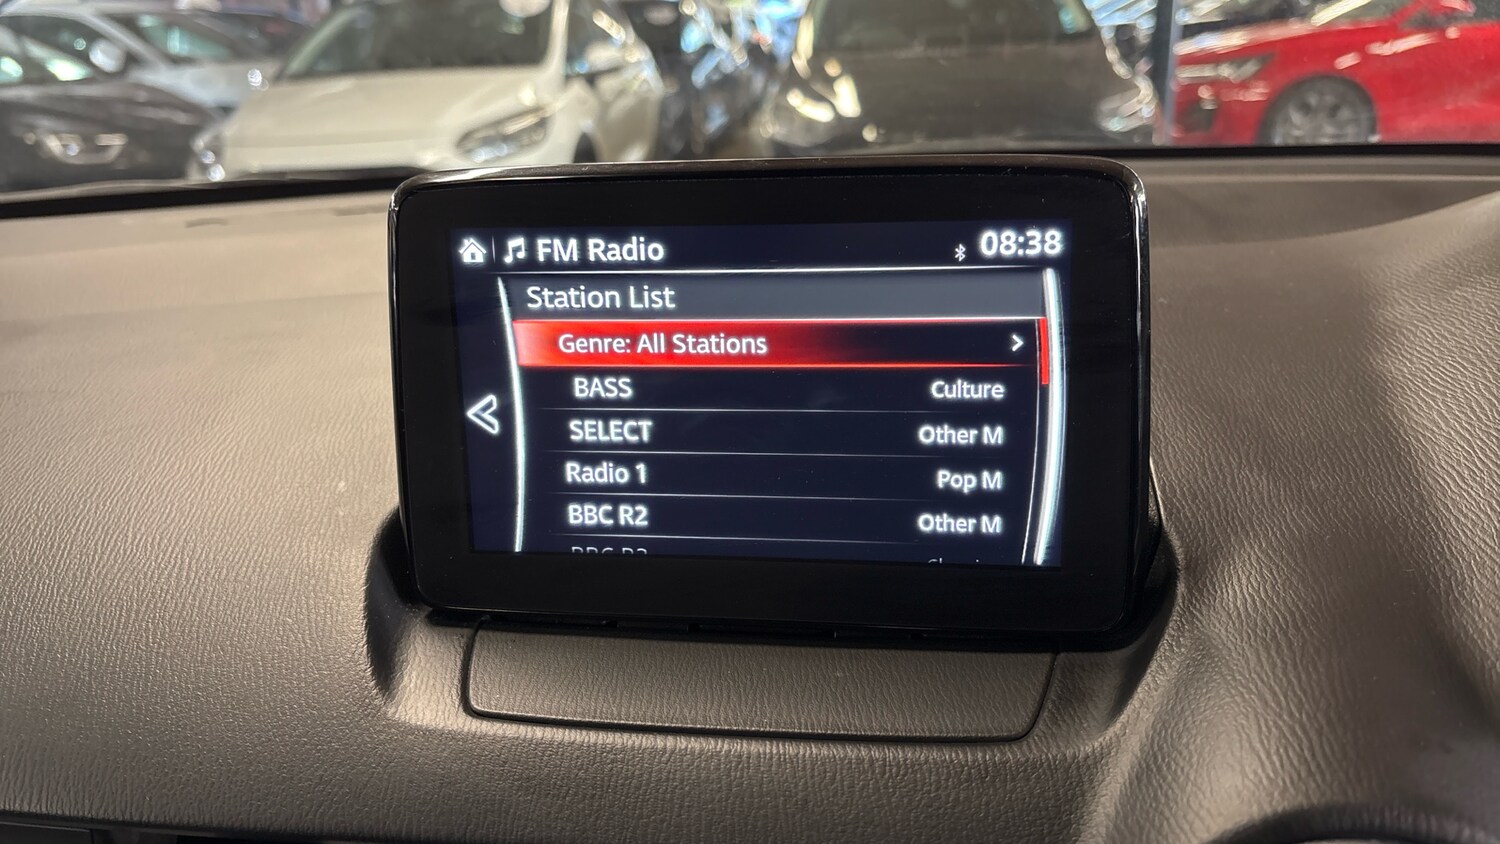 FM Radio 08:38
Station List
Genre: All Stations
BASS Culture
SELECT Other M
Radio 1 Pop M
BBC R2 Other M